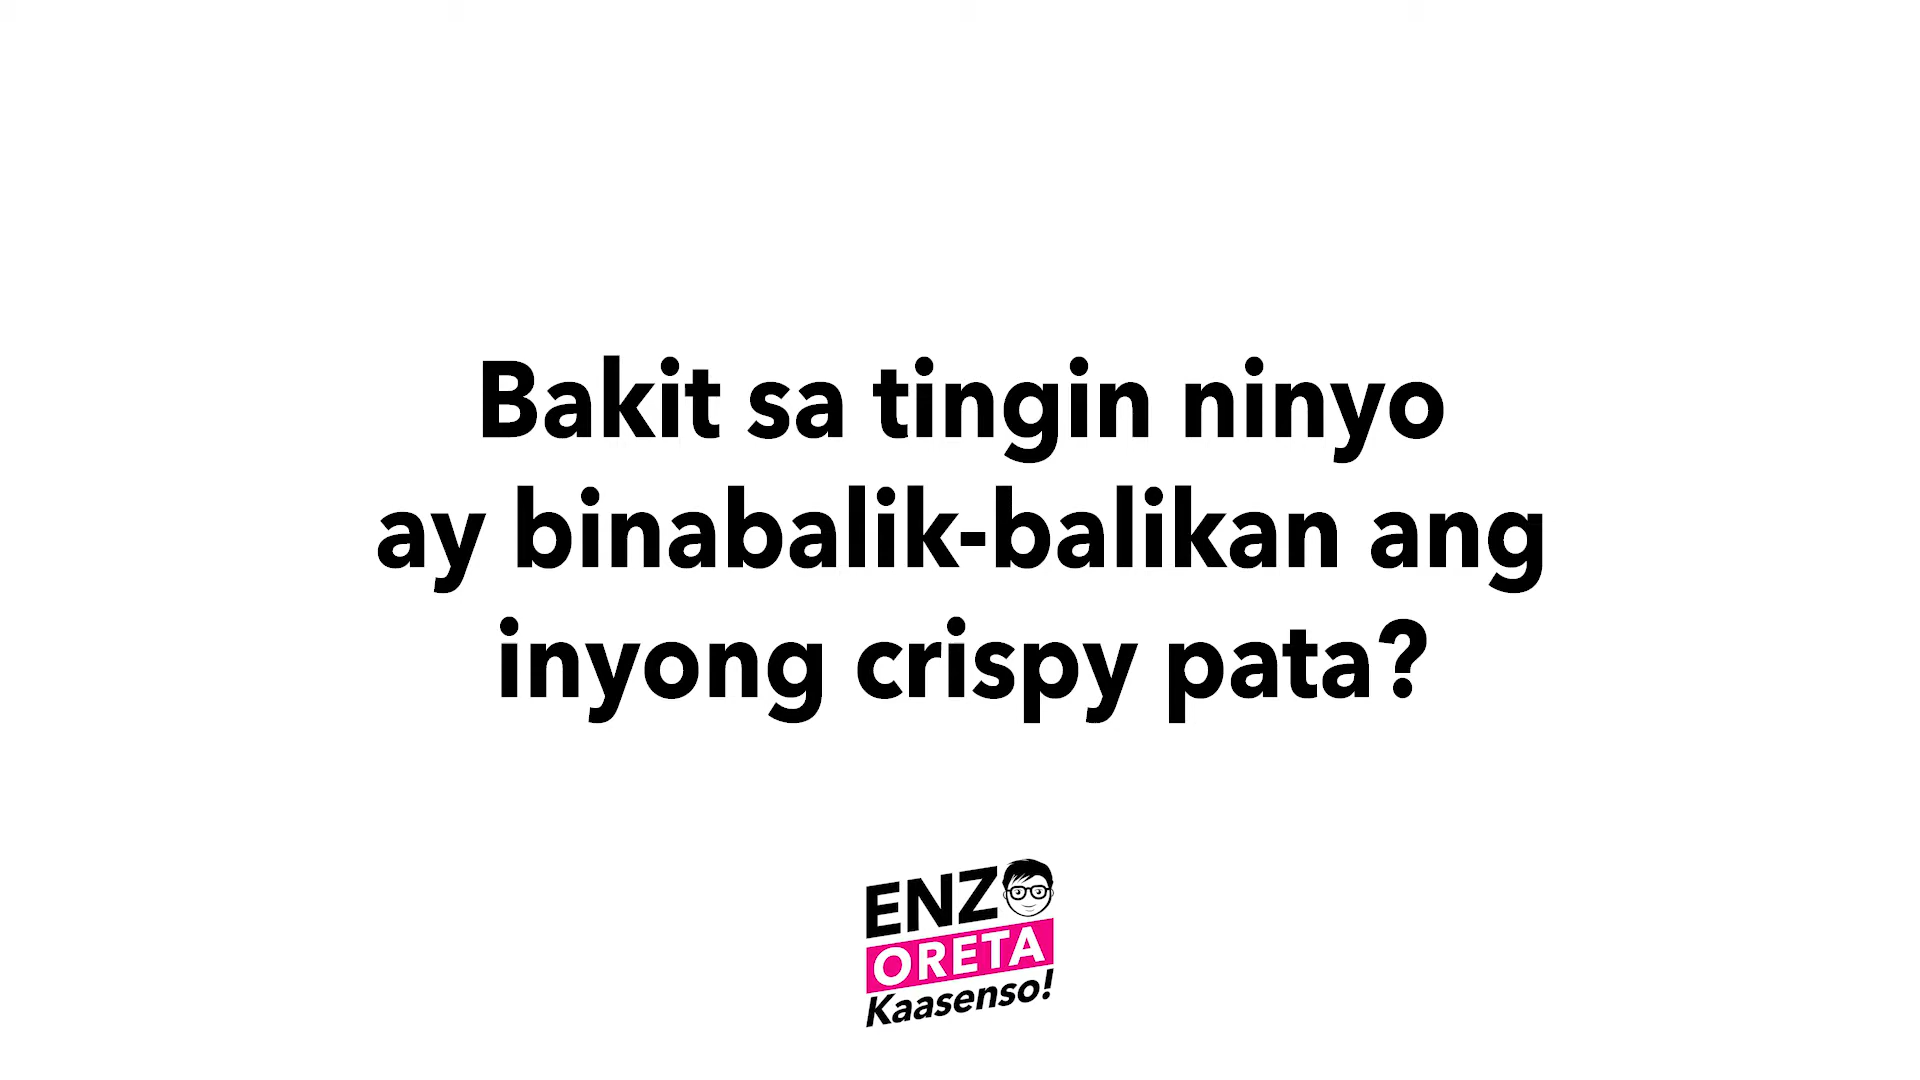 Bakit sa tingin ninyo
ay binabalik-balikan ang
inyong crispy pata?
ENZO
ORETA
Kaasenso!